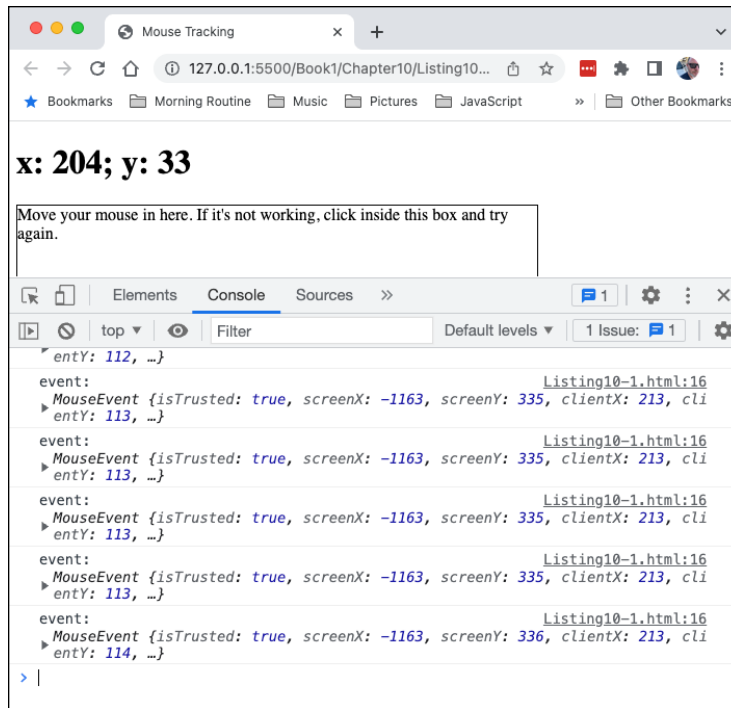 Mouse Tracking
127.0.0.1:5500/Book1/Chapter10/Listing10...
Bookmarks Morning Routine Music Pictures JavaScript » Other Bookmarks
x: 204; y: 33
Move your mouse in here. If it's not working, click inside this box and try
again.
Elements Console Sources » 1
top ▼ Filter Default levels ▼ 1 Issue: 1
entY: 112, …}
event: Listing10-1.html:16
MouseEvent {isTrusted: true, screenX: -1163, screenY: 335, clientX: 213, cli
entY: 113, …}
event: Listing10-1.html:16
MouseEvent {isTrusted: true, screenX: -1163, screenY: 335, clientX: 213, cli
entY: 113, …}
event: Listing10-1.html:16
MouseEvent {isTrusted: true, screenX: -1163, screenY: 335, clientX: 213, cli
entY: 113, …}
event: Listing10-1.html:16
MouseEvent {isTrusted: true, screenX: -1163, screenY: 335, clientX: 213, cli
entY: 113, …}
event: Listing10-1.html:16
MouseEvent {isTrusted: true, screenX: -1163, screenY: 336, clientX: 213, cli
entY: 114, …}
>